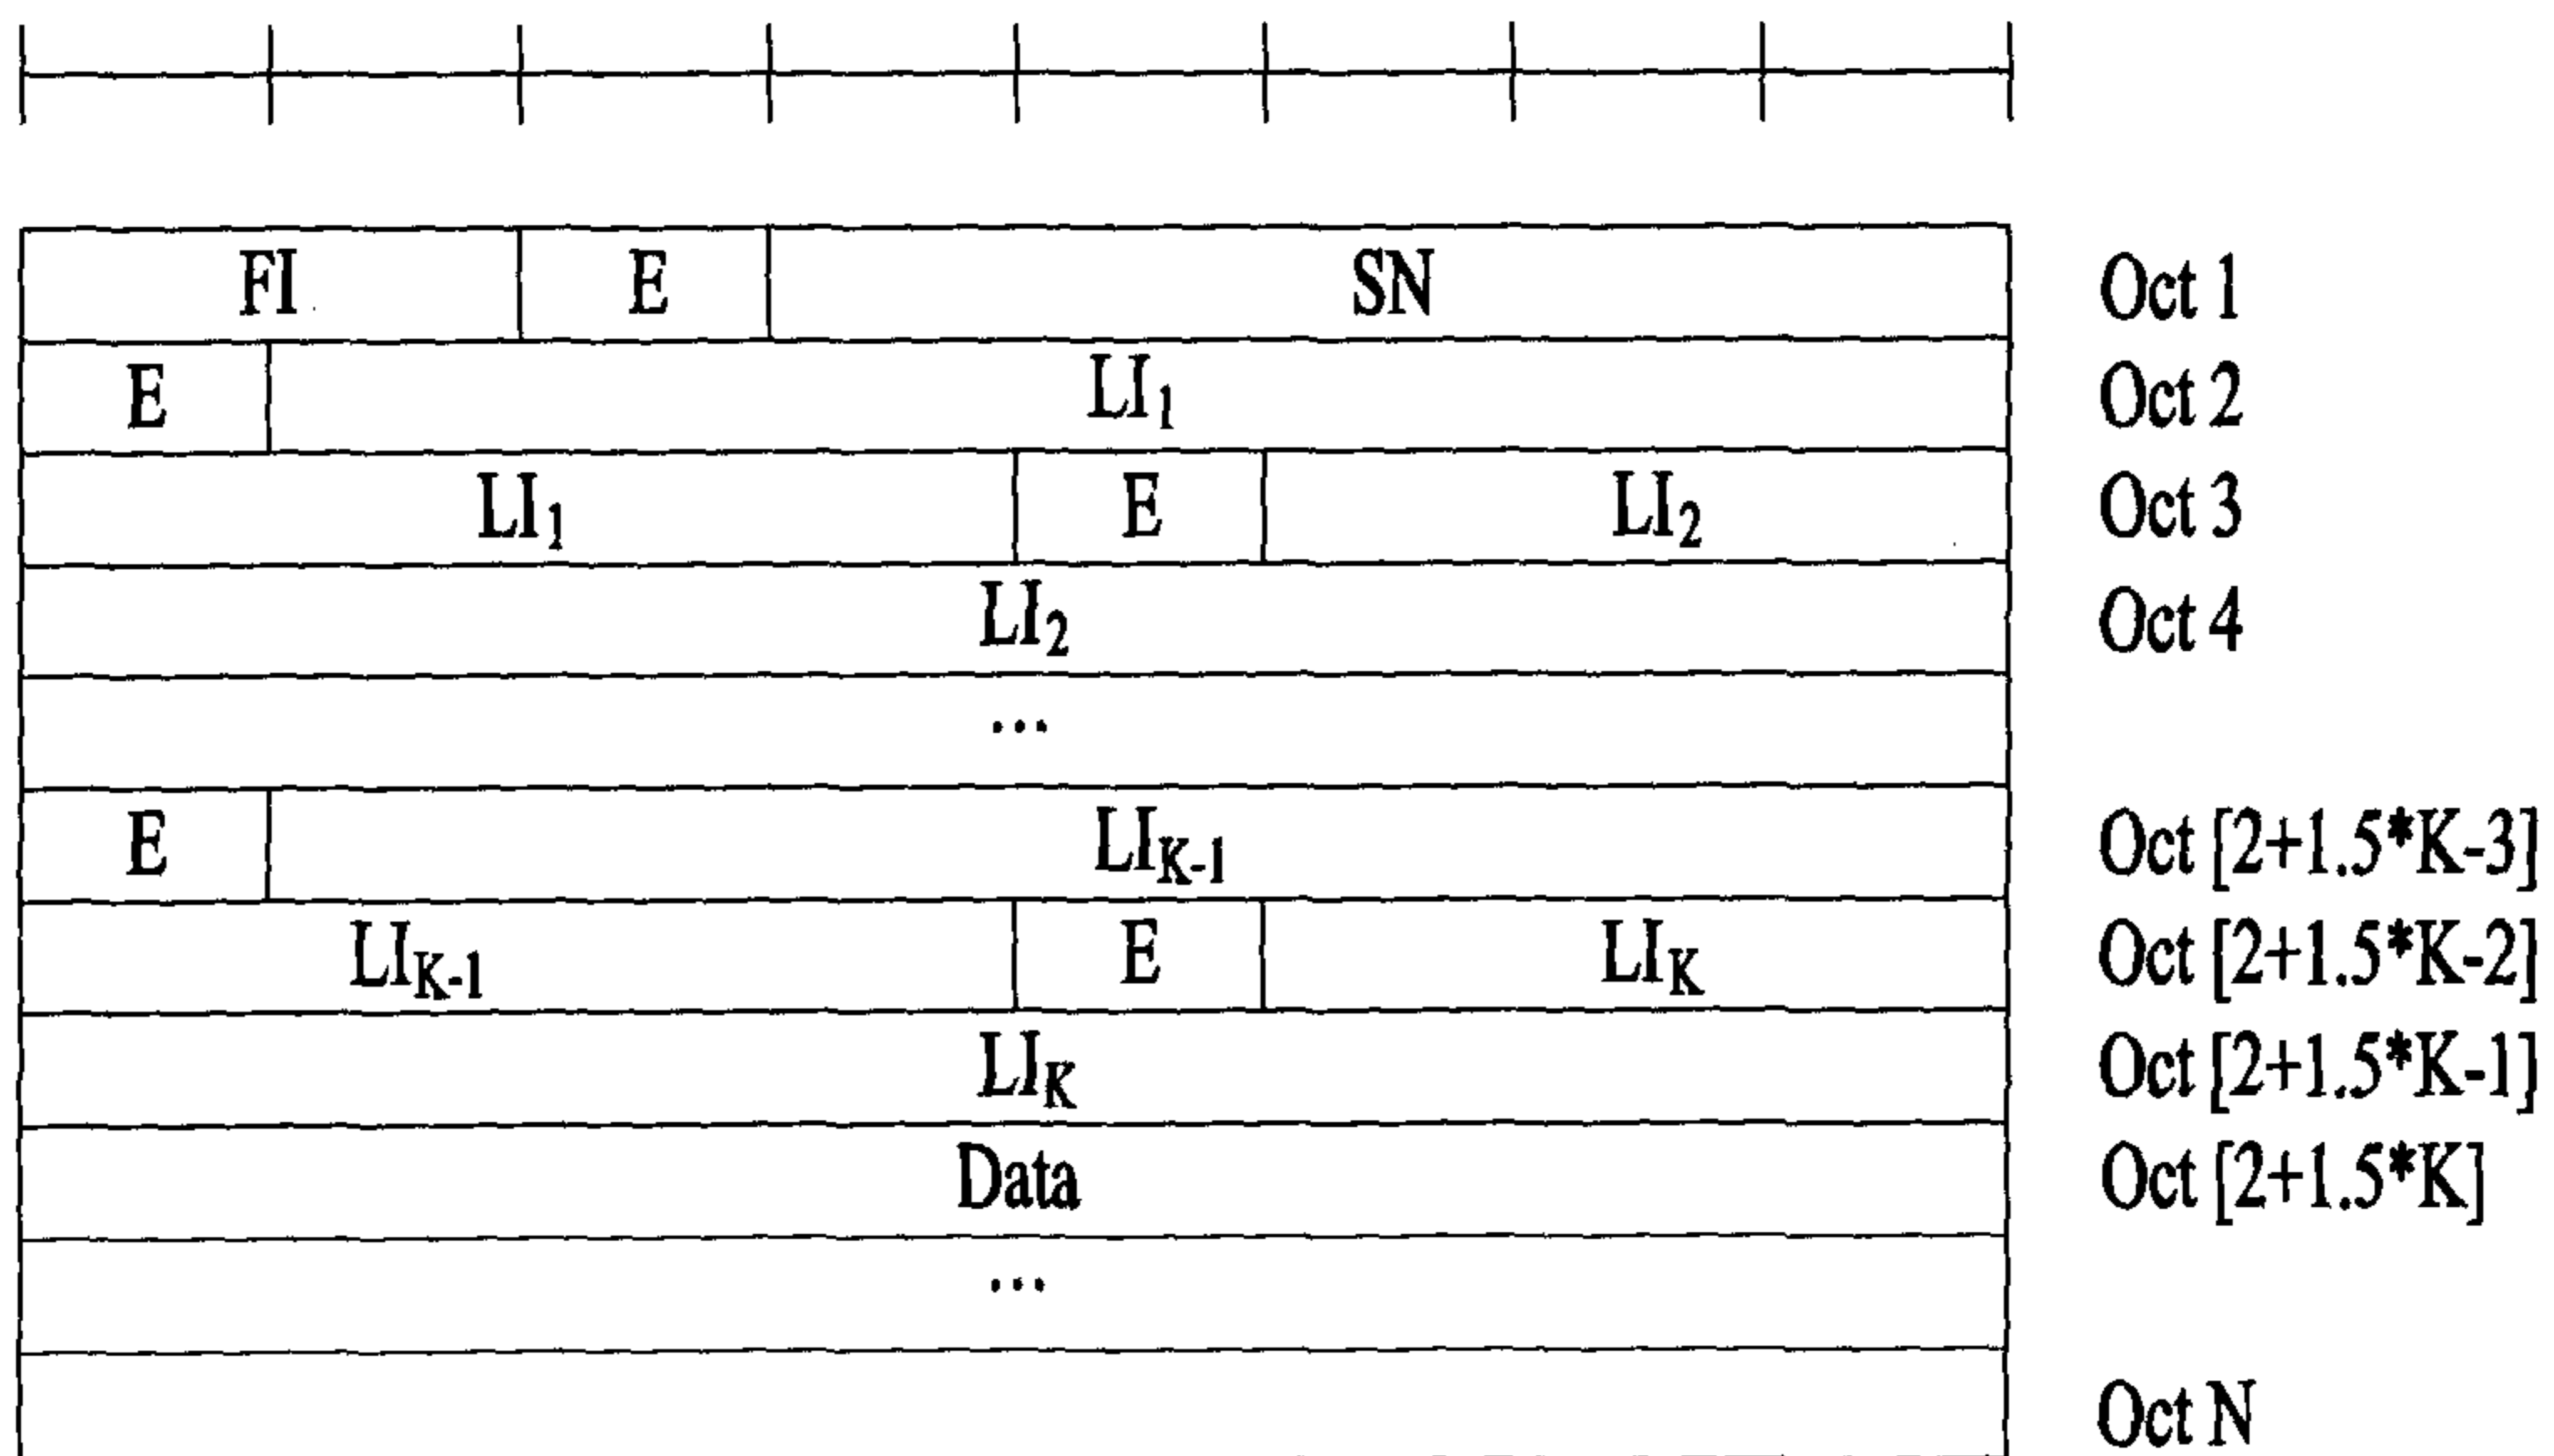 FI E SN Oct 1
E LI1 Oct 2
LI1 E LI2 Oct 3
LI2 Oct 4
...
E LIK-1 Oct [2+1.5*K-3]
LIK-1 E LIK Oct [2+1.5*K-2]
LIK Oct [2+1.5*K-1]
Data Oct [2+1.5*K]
...
Oct N